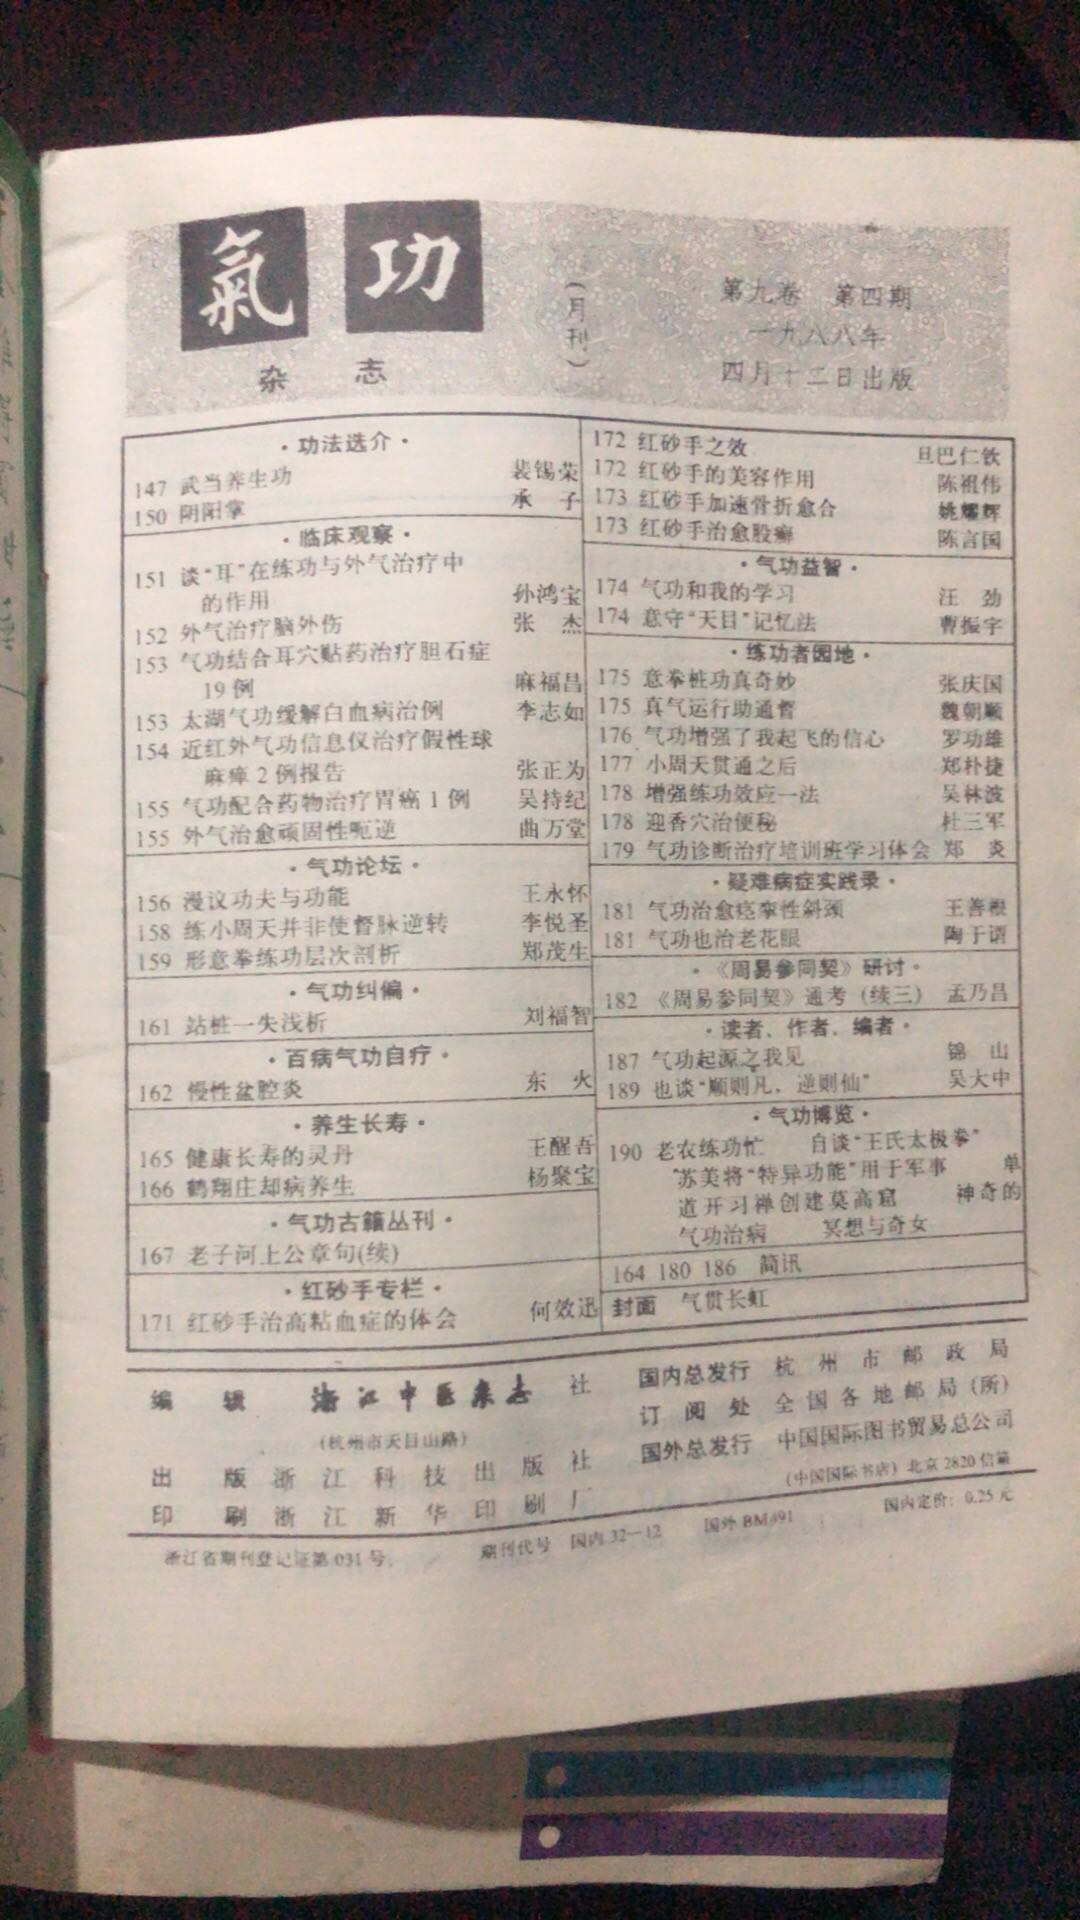 氣功
杂志
(月刊)
第九卷 第四期
一九八八年
四月十二日出版
·功法选介·
147 武当养生功 裴锡荣
150 阴阳掌 承子
·临床观察·
151 谈“耳”在练功与外气治疗中
的作用 孙鸿宝
152 外气治疗脑外伤 张杰
153 气功结合耳穴贴药治疗胆石症
19例 麻福昌
153 太湖气功缓解白血病治例 李志如
154 近红外气功信息仪治疗假性球
麻痺2例报告 张正为
155 气功配合药物治疗胃癌1例 吴持纪
155 外气治愈顽固性呃逆 曲万堂
·气功论坛·
156 漫议功夫与功能 王永怀
158 练小周天并非使督脉逆转 李悦圣
159 形意拳练功层次剖析 郑茂生
·气功纠偏·
161 站桩一失浅析 刘福智
·百病气功自疗·
162 慢性盆腔炎 东火
·养生长寿·
165 健康长寿的灵丹 王醒吾
166 鹤翔庄却病养生 杨聚宝
·气功古籍丛刊·
167 老子河上公章句(续)
·红砂手专栏·
171 红砂手治高粘血症的体会 何效迅
172 红砂手之效 旦巴仁钦
172 红砂手的美容作用 陈祖伟
173 红砂手加速骨折愈合 姚耀辉
173 红砂手治愈股癣 陈言国
·气功益智·
174 气功和我的学习 汪劲
174 意守“天目”记忆法 曹振宇
·练功者园地·
175 意拳桩功真奇妙 张庆国
175 真气运行助通督 魏朝顺
176 气功增强了我起飞的信心 罗功雄
177 小周天贯通之后 郑朴捷
178 增强练功效应一法 吴林波
178 迎香穴治便秘 杜三军
179 气功诊断治疗培训班学习体会 郑炎
·疑难病症实践录·
181 气功治愈痉挛性斜颈 王善根
181 气功也治老花眼 陶于谓
·《周易参同契》研讨·
182 《周易参同契》通考(续三) 孟乃昌
·读者、作者、编者·
187 气功起源之我见 锦山
189 也谈“顺则凡，逆则仙” 吴大中
·气功博览·
190 老农练功忙 自谈“王氏太极拳”
苏美将“特异功能”用于军事 单
道开习禅创建莫高窟 神奇的
气功治病 冥想与奇女
164 180 186 简讯
封面 气贯长虹
编辑 浙江中医杂志社
(杭州市天目山路)
出版 浙江科技出版社
印刷 浙江新华印刷厂
国内总发行 杭州市邮政局
订阅处 全国各地邮局(所)
国外总发行 中国国际图书贸易总公司
(中国国际书店)北京2820信箱
浙江省期刊登记证第031号 期刊代号 国内32—12 国外BM491 国内定价：0.25元